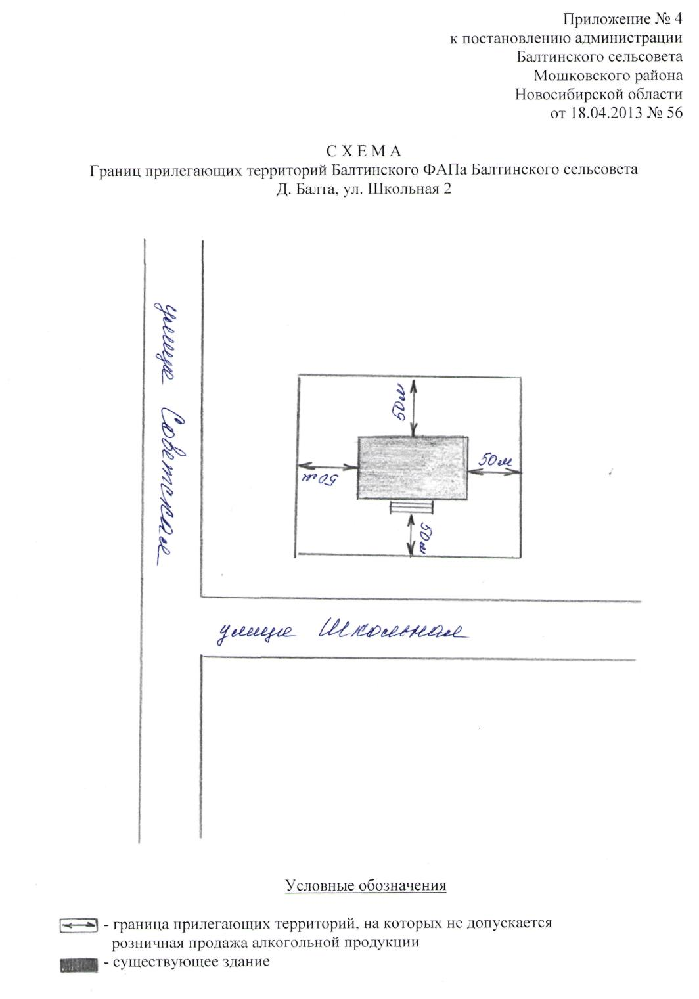 Приложение № 4
к постановлению администрации
Балтинского сельсовета
Мошковского района
Новосибирской области
от 18.04.2013 № 56
С Х Е М А
Границ прилегающих территорий Балтинского ФАПа Балтинского сельсовета
Д. Балта, ул. Школьная 2
улица Советская
50м
50м
50м
50м
улица Школьная
Условные обозначения
- граница прилегающих территорий, на которых не допускается
розничная продажа алкогольной продукции
- существующее здание